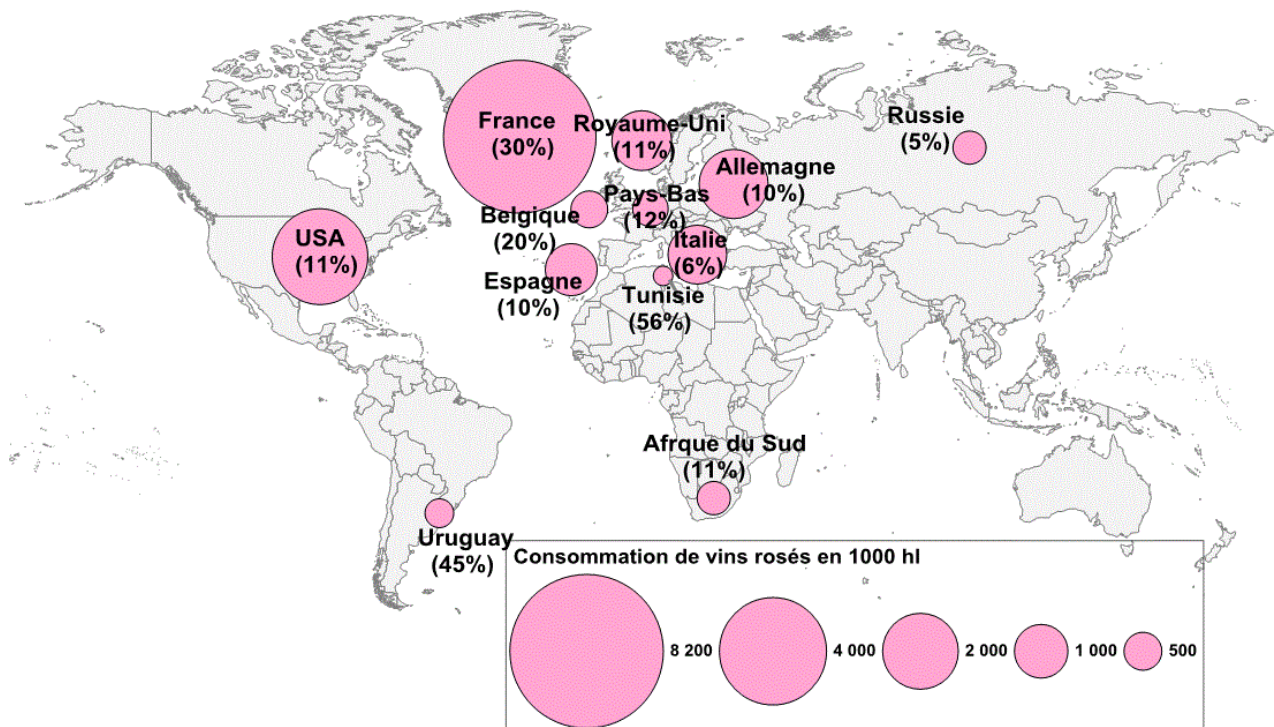 France
(30%)
Royaume-Uni
(11%)
Russie
(5%)
Allemagne
(10%)
Pays-Bas
(12%)
Belgique
(20%)
USA
(11%)
Italie
(6%)
Espagne
(10%)
Tunisie
(56%)
Afrque du Sud
(11%)
Uruguay
(45%)
Consommation de vins rosés en 1000 hl
8 200
4 000
2 000
1 000
500